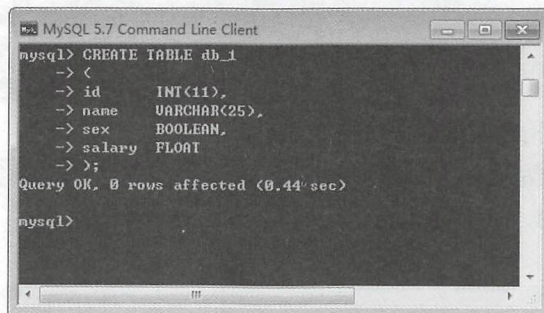 MySQL 5.7 Command Line Client
mysql> CREATE TABLE db_1
-> (
-> id INT(11),
-> name VARCHAR(25),
-> sex BOOLEAN,
-> salary FLOAT
-> );
Query OK, 0 rows affected (0.44 sec)
mysql>